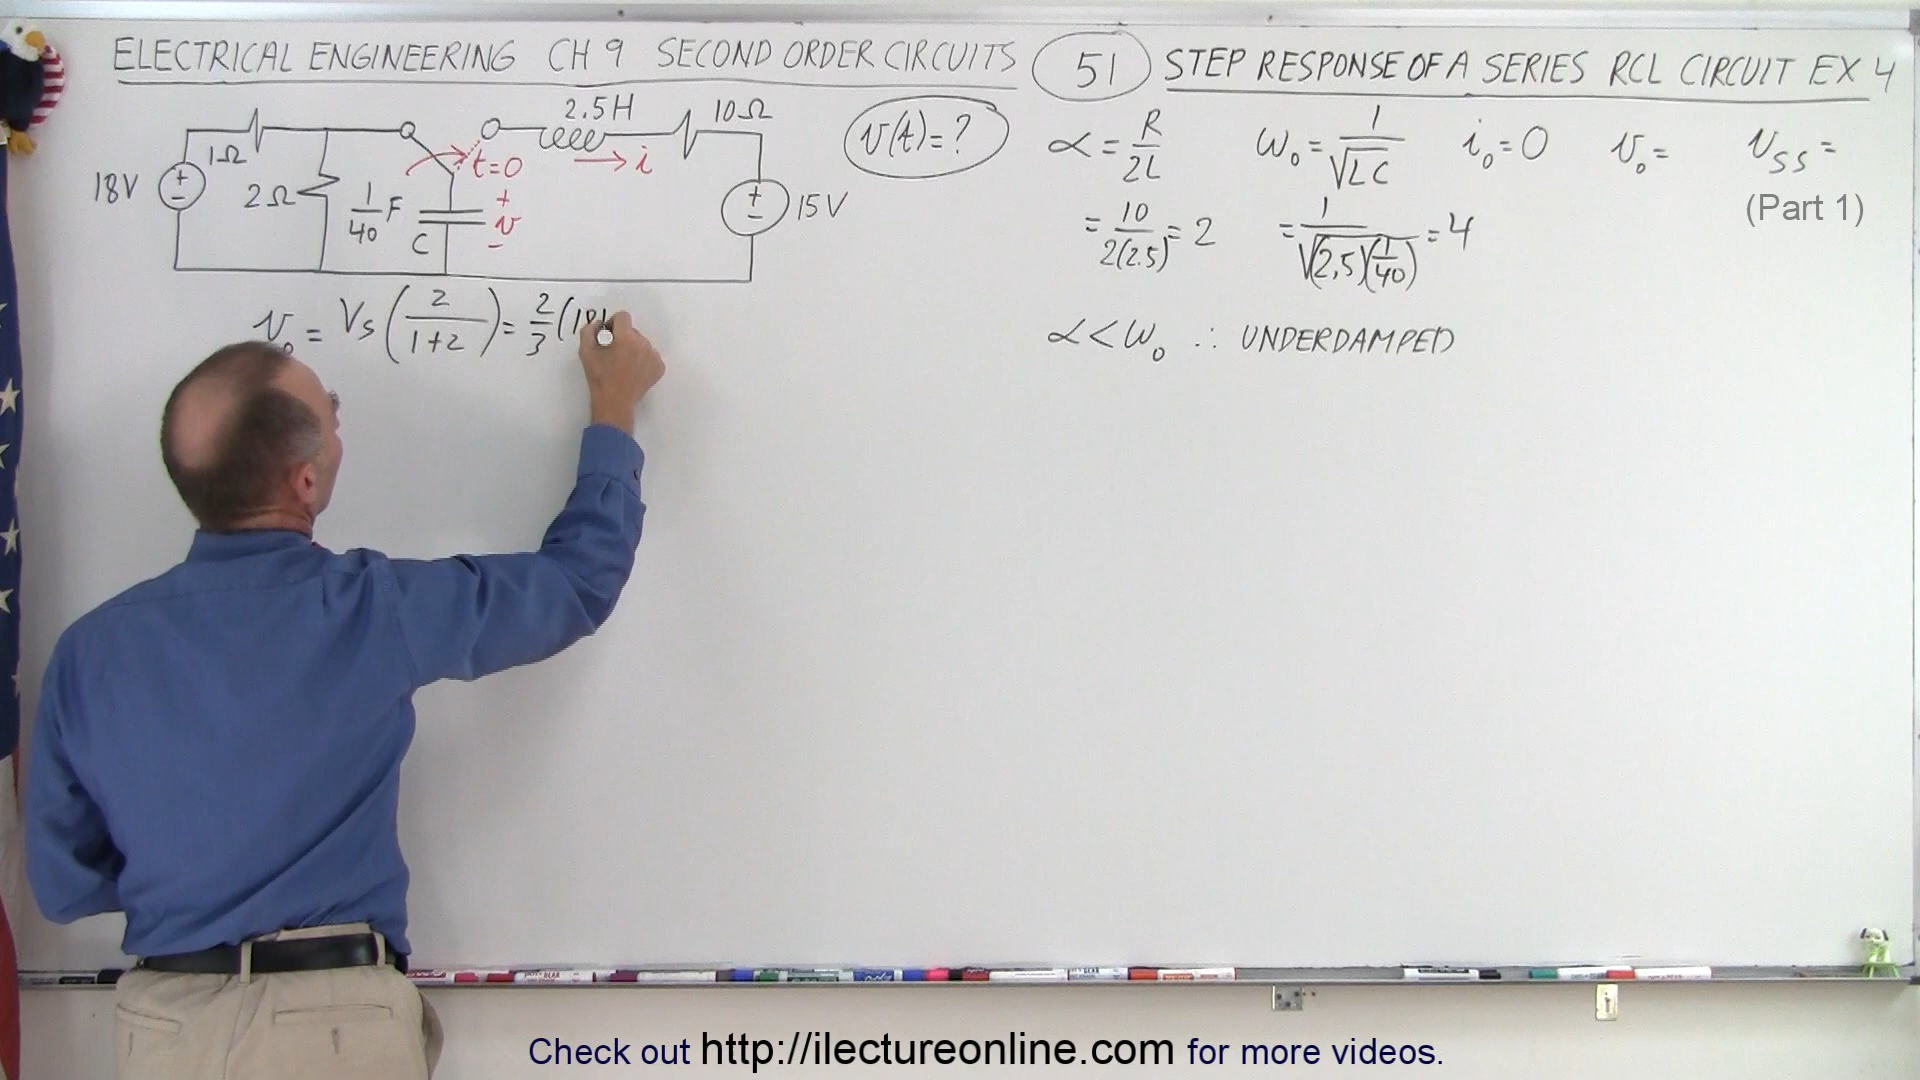 ELECTRICAL ENGINEERING CH 9 SECOND ORDER CIRCUITS 51 STEP RESPONSE OF A SERIES RCL CIRCUIT EX 4
18V
1Ω
2Ω
1/40 F
C
t=0
+
v
-
2.5H
→ i
10Ω
15V
v(t)=?
α = R/2L
= 10/2(2.5) = 2
ω₀ = 1/√LC
= 1/√(2,5)(1/40) = 4
i₀ = 0
v₀ =
v_SS =
(Part 1)
v₀ = Vs (2/1+2) = 2/3 (18
α < ω₀ ∴ UNDERDAMPED
Check out http://ilectureonline.com for more videos.